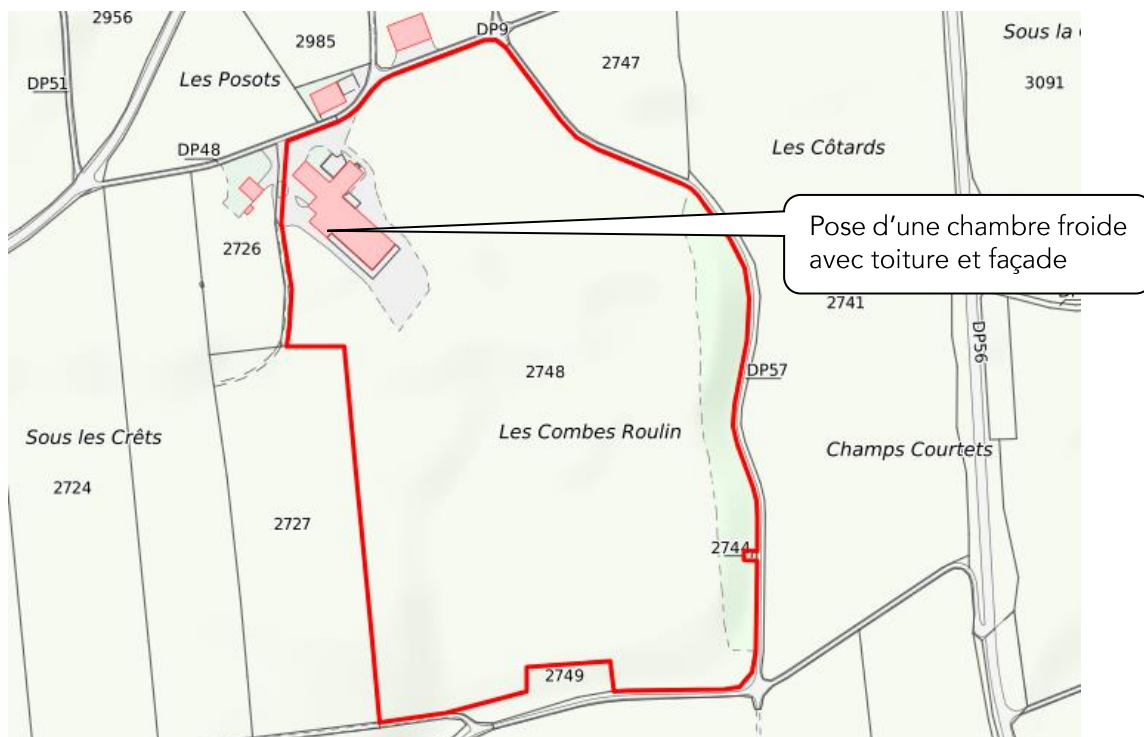 2956
DP9
Sous la
2985
DP51
Les Posots
2747
3091
DP48
Les Côtards
Pose d'une chambre froide
avec toiture et façade
2726
2741
DP56
2748
DP57
Sous les Crêts
Les Combes Roulin
Champs Courtets
2724
2727
2744
2749